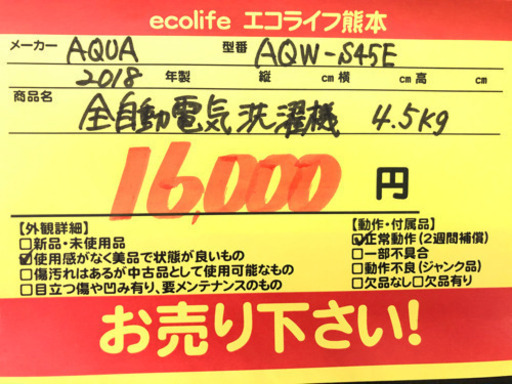 ecolife エコライフ熊本
メーカー AQUA 型番 AQW-S45E
2018 年製 縦 cm 横 cm 高 cm
商品名 全自動電気洗濯機 4.5kg
16,000 円
【外観詳細】 【動作・付属品】
□新品・未使用品 ☑正常動作(2週間補償)
☑使用感がなく美品で状態が良いもの □一部不具合
□傷汚れはあるが中古品として使用可能なもの □動作不良(ジャンク品)
□目立つ傷や凹み有り、要メンテナンスのもの □欠品なし□欠品有り
お売り下さい!